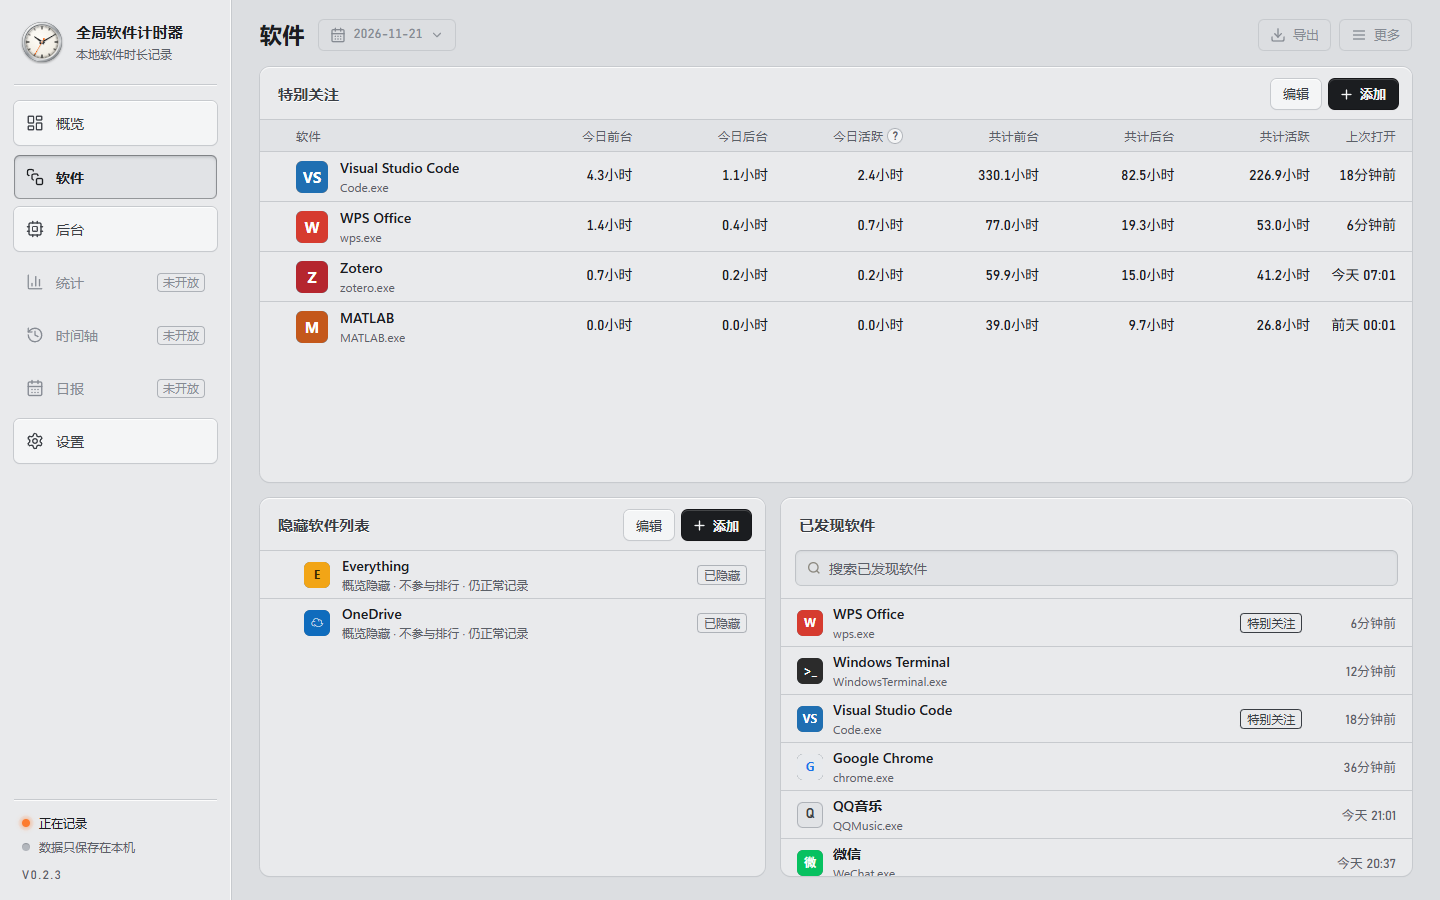 全局软件计时器
本地软件时长记录
概览
软件
后台
统计 未开放
时间轴 未开放
日报 未开放
设置
正在记录
数据只保存在本机
V0.2.3
软件 2026-11-21 导出 更多
特别关注 编辑 添加
软件 今日前台 今日后台 今日活跃 ? 共计前台 共计后台 共计活跃 上次打开
VS Visual Studio Code 4.3小时 1.1小时 2.4小时 330.1小时 82.5小时 226.9小时 18分钟前
Code.exe
W WPS Office 1.4小时 0.4小时 0.7小时 77.0小时 19.3小时 53.0小时 6分钟前
wps.exe
Z Zotero 0.7小时 0.2小时 0.2小时 59.9小时 15.0小时 41.2小时 今天 07:01
zotero.exe
M MATLAB 0.0小时 0.0小时 0.0小时 39.0小时 9.7小时 26.8小时 前天 00:01
MATLAB.exe
隐藏软件列表 编辑 添加
E Everything 已隐藏
概览隐藏 · 不参与排行 · 仍正常记录
OneDrive 已隐藏
概览隐藏 · 不参与排行 · 仍正常记录
已发现软件
搜索已发现软件
W WPS Office 特别关注 6分钟前
wps.exe
>_ Windows Terminal 12分钟前
WindowsTerminal.exe
VS Visual Studio Code 特别关注 18分钟前
Code.exe
G Google Chrome 36分钟前
chrome.exe
Q QQ音乐 今天 21:01
QQMusic.exe
微 微信 今天 20:37
WeChat.exe